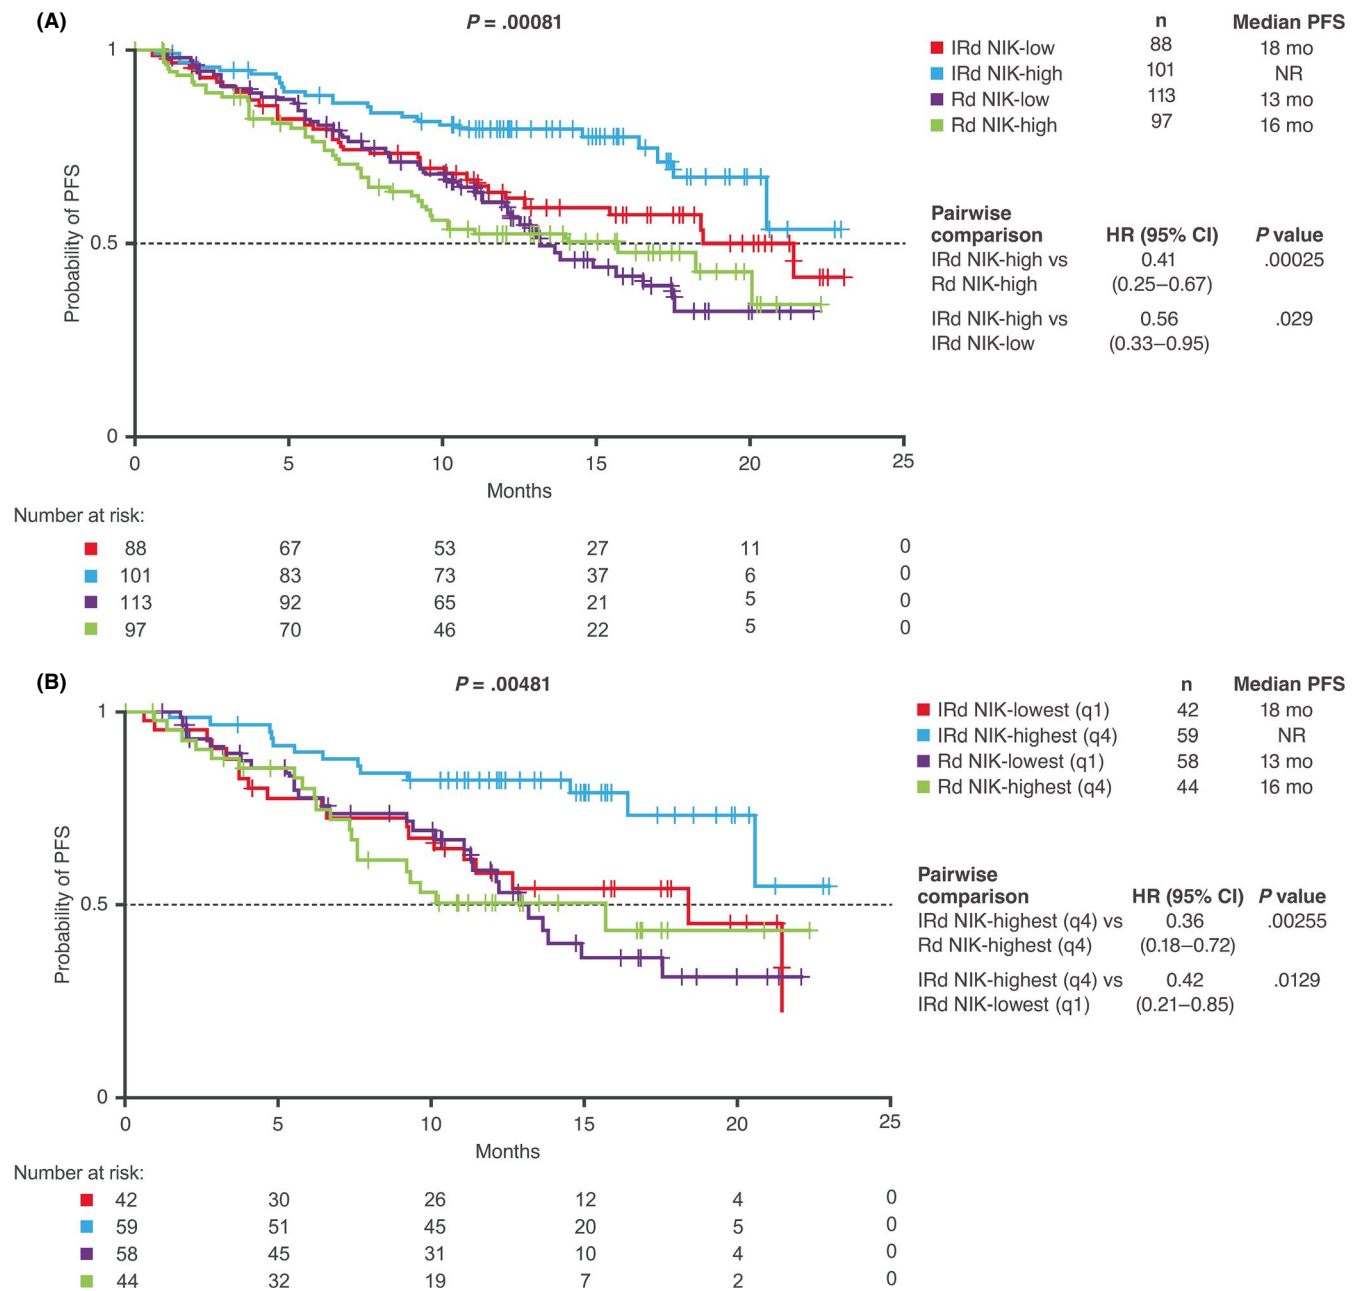 (A)
P = .00081
n Median PFS
IRd NIK-low 88 18 mo
IRd NIK-high 101 NR
Rd NIK-low 113 13 mo
Rd NIK-high 97 16 mo
Pairwise
comparison HR (95% CI) P value
IRd NIK-high vs 0.41 .00025
Rd NIK-high (0.25–0.67)
IRd NIK-high vs 0.56 .029
IRd NIK-low (0.33–0.95)
Probability of PFS
1
0.5
0
0 5 10 15 20 25
Months
Number at risk:
88 67 53 27 11 0
101 83 73 37 6 0
113 92 65 21 5 0
97 70 46 22 5 0
(B)
P = .00481
n Median PFS
IRd NIK-lowest (q1) 42 18 mo
IRd NIK-highest (q4) 59 NR
Rd NIK-lowest (q1) 58 13 mo
Rd NIK-highest (q4) 44 16 mo
Pairwise
comparison HR (95% CI) P value
IRd NIK-highest (q4) vs 0.36 .00255
Rd NIK-highest (q4) (0.18–0.72)
IRd NIK-highest (q4) vs 0.42 .0129
IRd NIK-lowest (q1) (0.21–0.85)
Probability of PFS
1
0.5
0
0 5 10 15 20 25
Months
Number at risk:
42 30 26 12 4 0
59 51 45 20 5 0
58 45 31 10 4 0
44 32 19 7 2 0